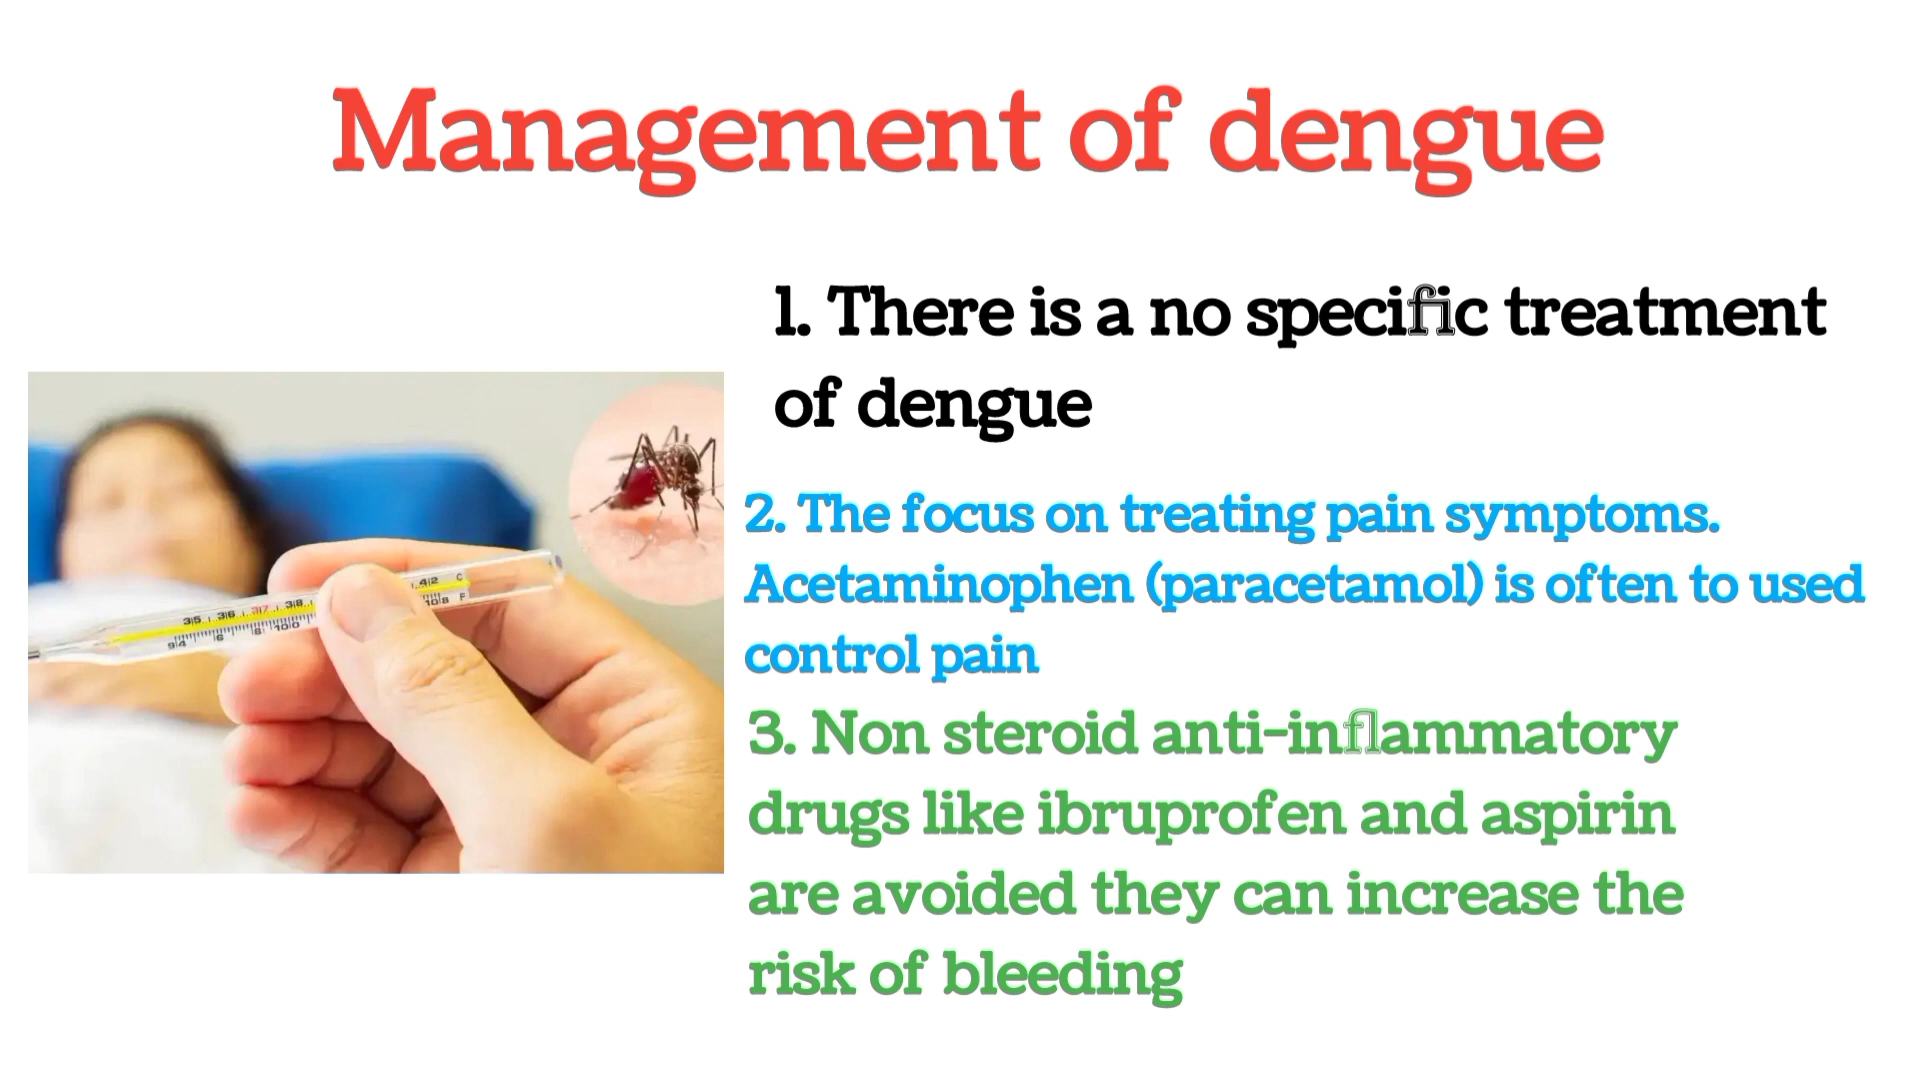 Management of dengue
1. There is a no specific treatment
of dengue
2. The focus on treating pain symptoms.
Acetaminophen (paracetamol) is often to used
control pain
3. Non steroid anti-inflammatory
drugs like ibruprofen and aspirin
are avoided they can increase the
risk of bleeding